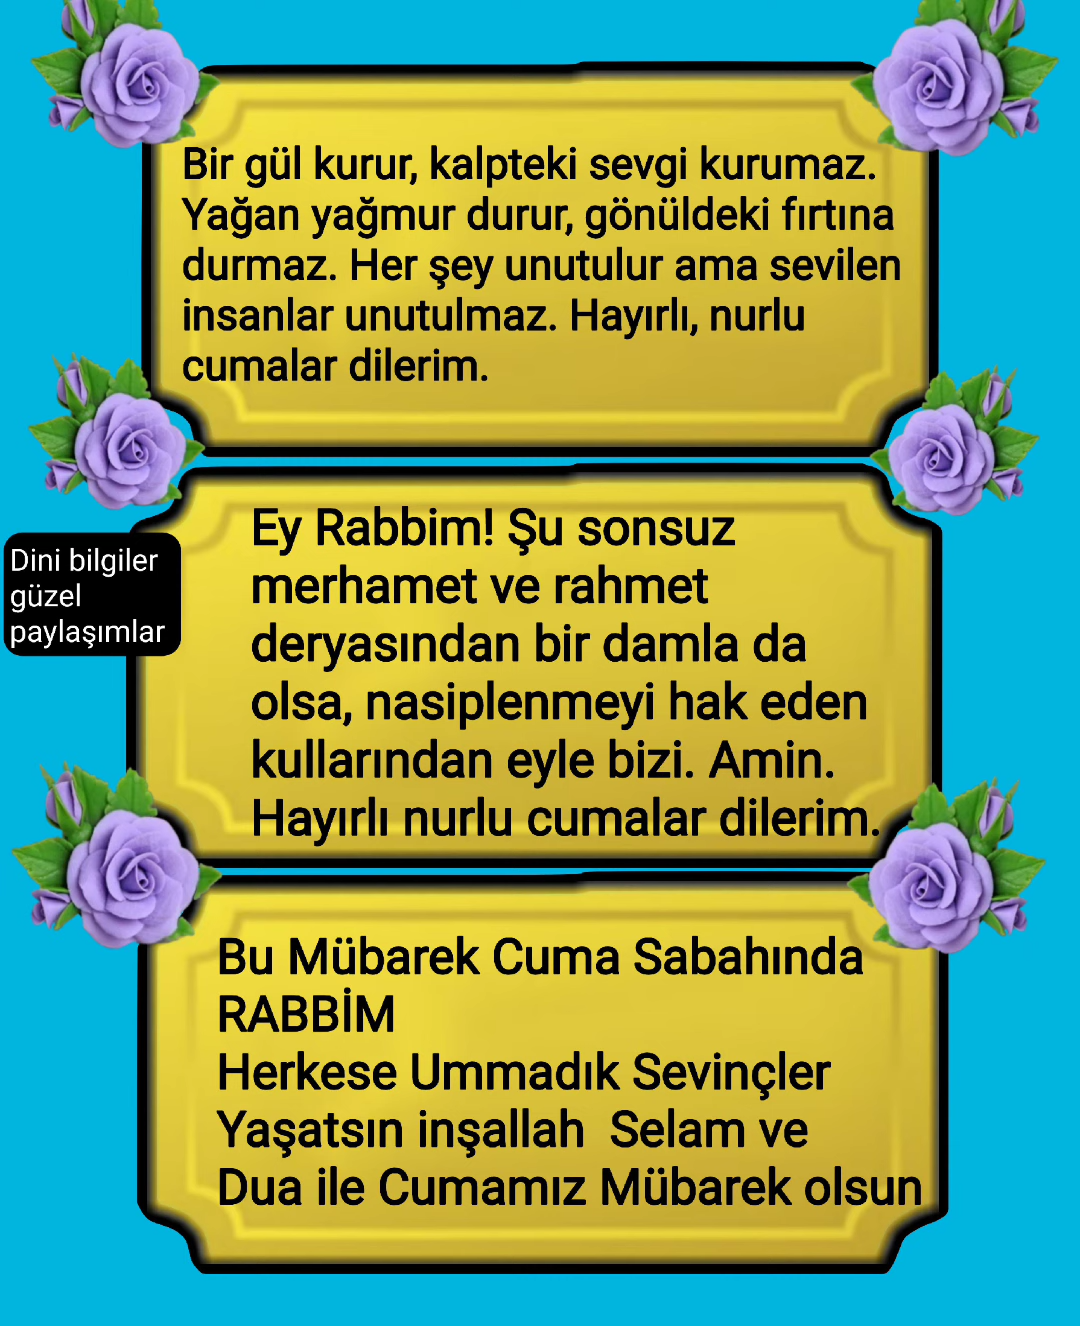 Bir gül kurur, kalpteki sevgi kurumaz.
Yağan yağmur durur, gönüldeki fırtına
durmaz. Her şey unutulur ama sevilen
insanlar unutulmaz. Hayırlı, nurlu
cumalar dilerim.
Ey Rabbim! Şu sonsuz
merhamet ve rahmet
deryasından bir damla da
olsa, nasiplenmeyi hak eden
kullarından eyle bizi. Amin.
Hayırlı nurlu cumalar dilerim.
Dini bilgiler
güzel
paylaşımlar
Bu Mübarek Cuma Sabahında
RABBİM
Herkese Ummadık Sevinçler
Yaşatsın inşallah  Selam ve
Dua ile Cumamız Mübarek olsun